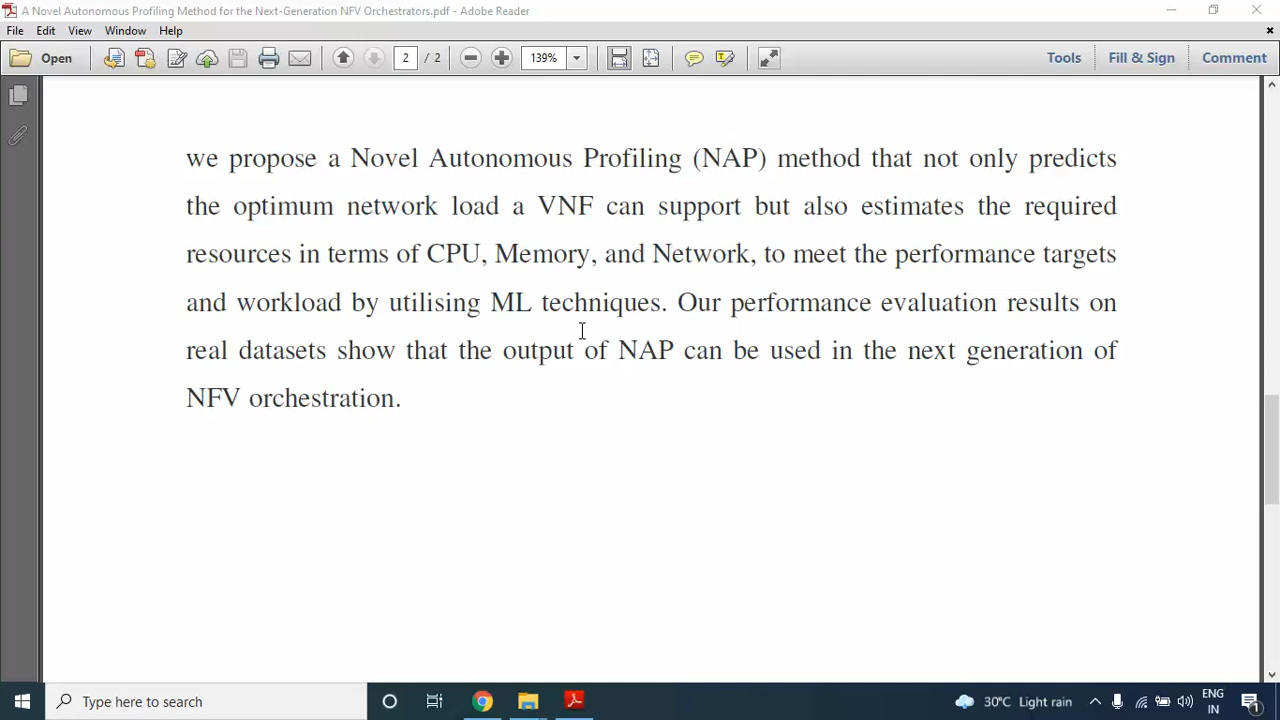 A Novel Autonomous Profiling Method for the Next-Generation NFV Orchestrators.pdf - Adobe Reader
File Edit View Window Help
Open 2 / 2 139% Tools Fill & Sign Comment
we propose a Novel Autonomous Profiling (NAP) method that not only predicts
the optimum network load a VNF can support but also estimates the required
resources in terms of CPU, Memory, and Network, to meet the performance targets
and workload by utilising ML techniques. Our performance evaluation results on
real datasets show that the output of NAP can be used in the next generation of
NFV orchestration.
Type here to search 30°C Light rain ENG
IN 1